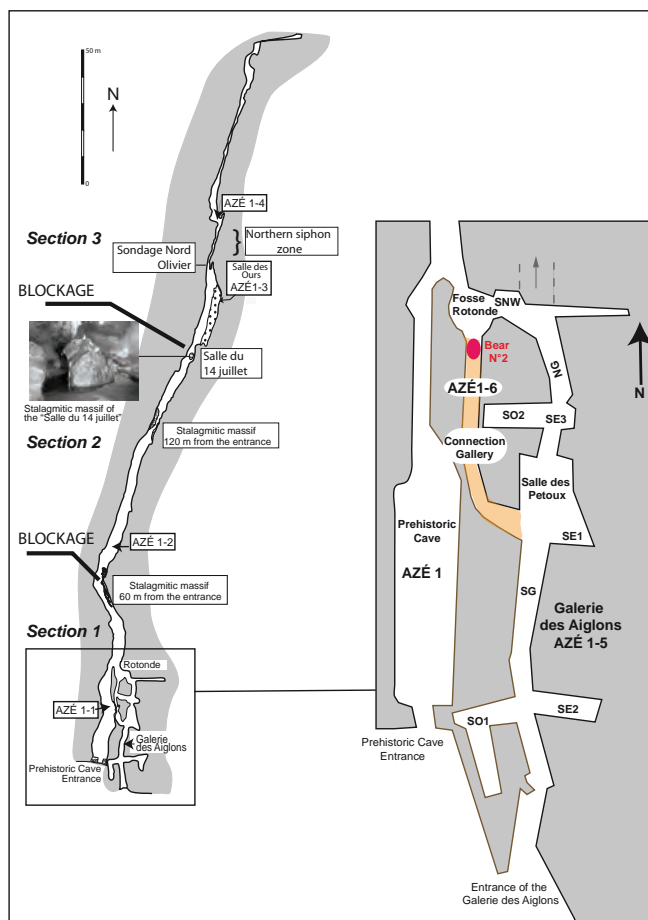 50 m
N
0
AZÉ 1-4
Section 3
Northern siphon
zone
Sondage Nord
Olivier
Salle des
Ours
AZÉ1-3
BLOCKAGE
Salle du
14 juillet
Stalagmitic massif of
the “Salle du 14 juillet”
Section 2
Stalagmitic massif
120 m from the entrance
BLOCKAGE
AZÉ 1-2
Stalagmitic massif
60 m from the entrance
Section 1
Rotonde
AZÉ 1-1
Galerie
des Aiglons
Prehistoric Cave
Entrance
Fosse
Rotonde
SNW
Bear
N°2
NG
N
AZÉ1-6
SO2
SE3
Connection
Gallery
Salle des
Petoux
Prehistoric
Cave
AZÉ 1
SE1
SG
Galerie
des Aiglons
AZÉ 1-5
SO1
SE2
Prehistoric Cave
Entrance
Entrance of the
Galerie des Aiglons